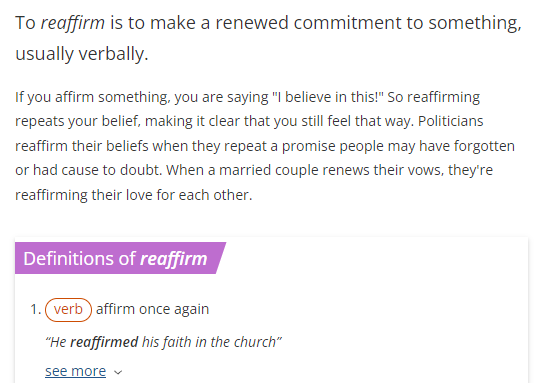 To reaffirm is to make a renewed commitment to something,
usually verbally.
If you affirm something, you are saying "I believe in this!" So reaffirming
repeats your belief, making it clear that you still feel that way. Politicians
reaffirm their beliefs when they repeat a promise people may have forgotten
or had cause to doubt. When a married couple renews their vows, they're
reaffirming their love for each other.
Definitions of reaffirm
1. verb affirm once again
“He reaffirmed his faith in the church”
see more